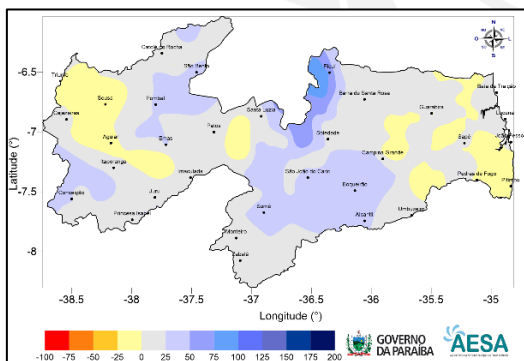 -6.5
-7
-7.5
-8
Latitude (°)
Catolé do Rocha
São Bento
Sousa
Pombal
Cajazeiras
Aguiar
Itaporanga
Conceição
Juru
Imaculada
Princesa Isabel
Patos
Santa Luzia
Picuí
Barra de Santa Rosa
Soledade
Campina Grande
São João do Cariri
Boqueirão
Sumé
Monteiro
Alcantil
Umbuzeiro
Guarabira
Sapé
Baía da Traição
João Pessoa
Pedras de Fogo
Pitimbu
-38.5 -38 -37.5 -37 -36.5 -36 -35.5 -35
Longitude (°)
-100 -75 -50 -25 0 25 50 75 100 125 150 175 200
GOVERNO
DA PARAÍBA
AESA